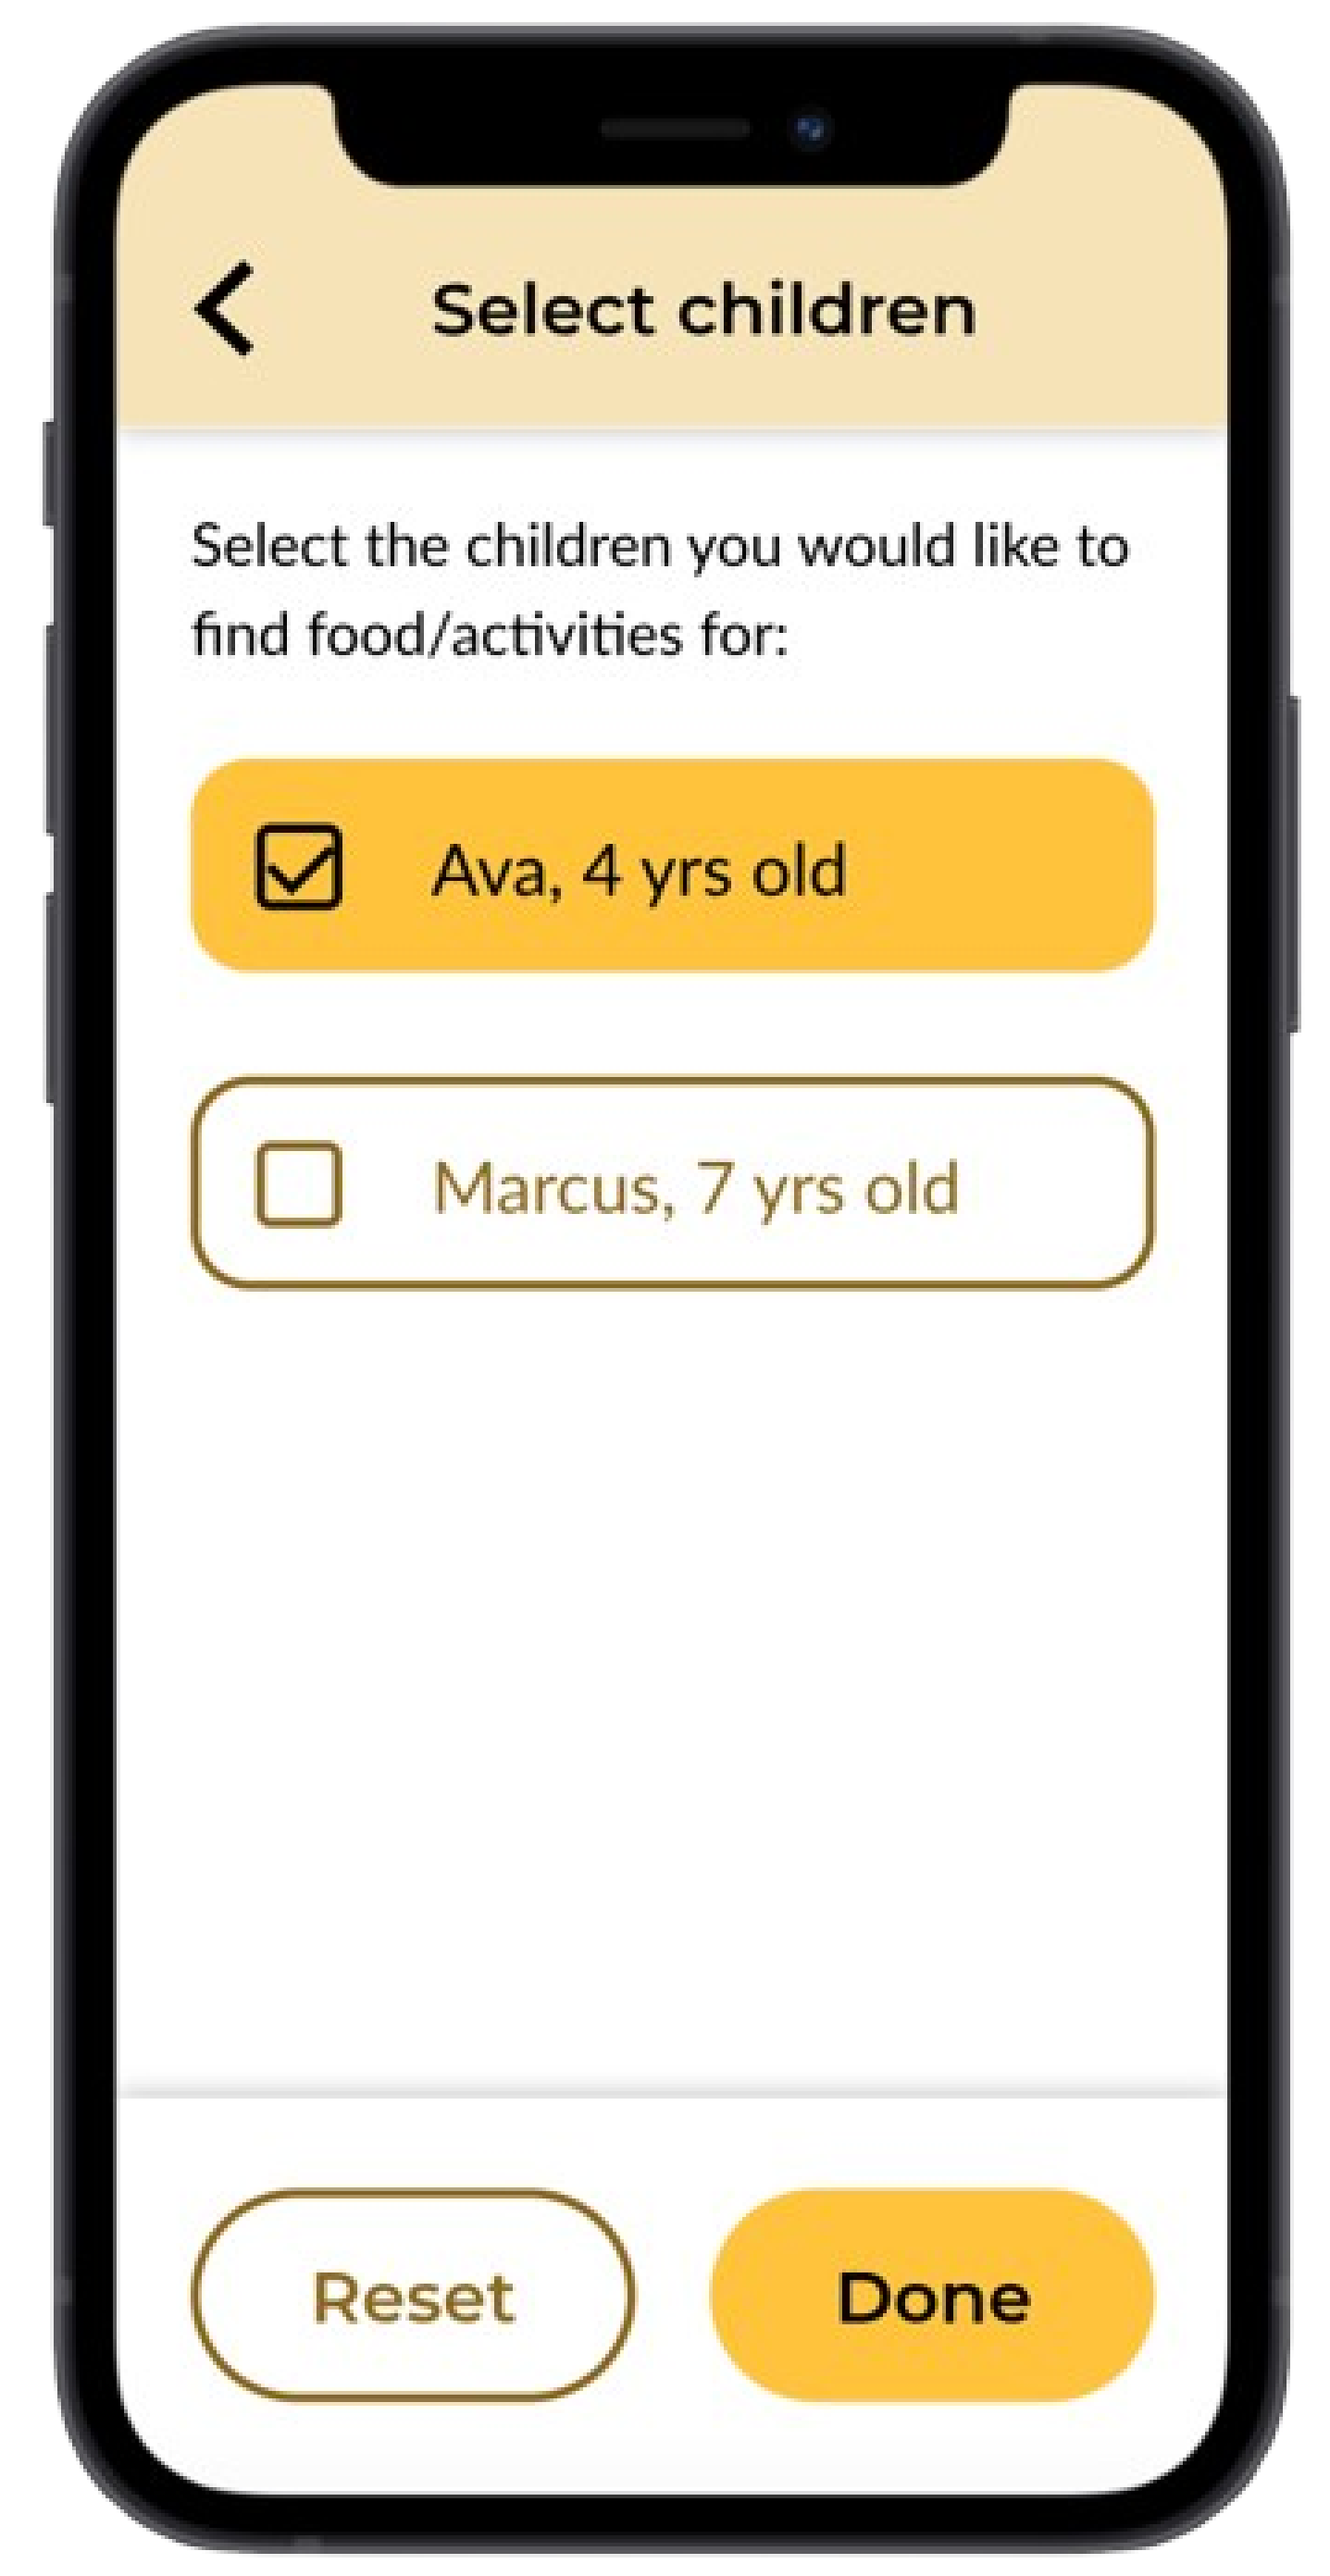 Select children
Select the children you would like to
find food/activities for:
Ava, 4 yrs old
Marcus, 7 yrs old
Reset
Done